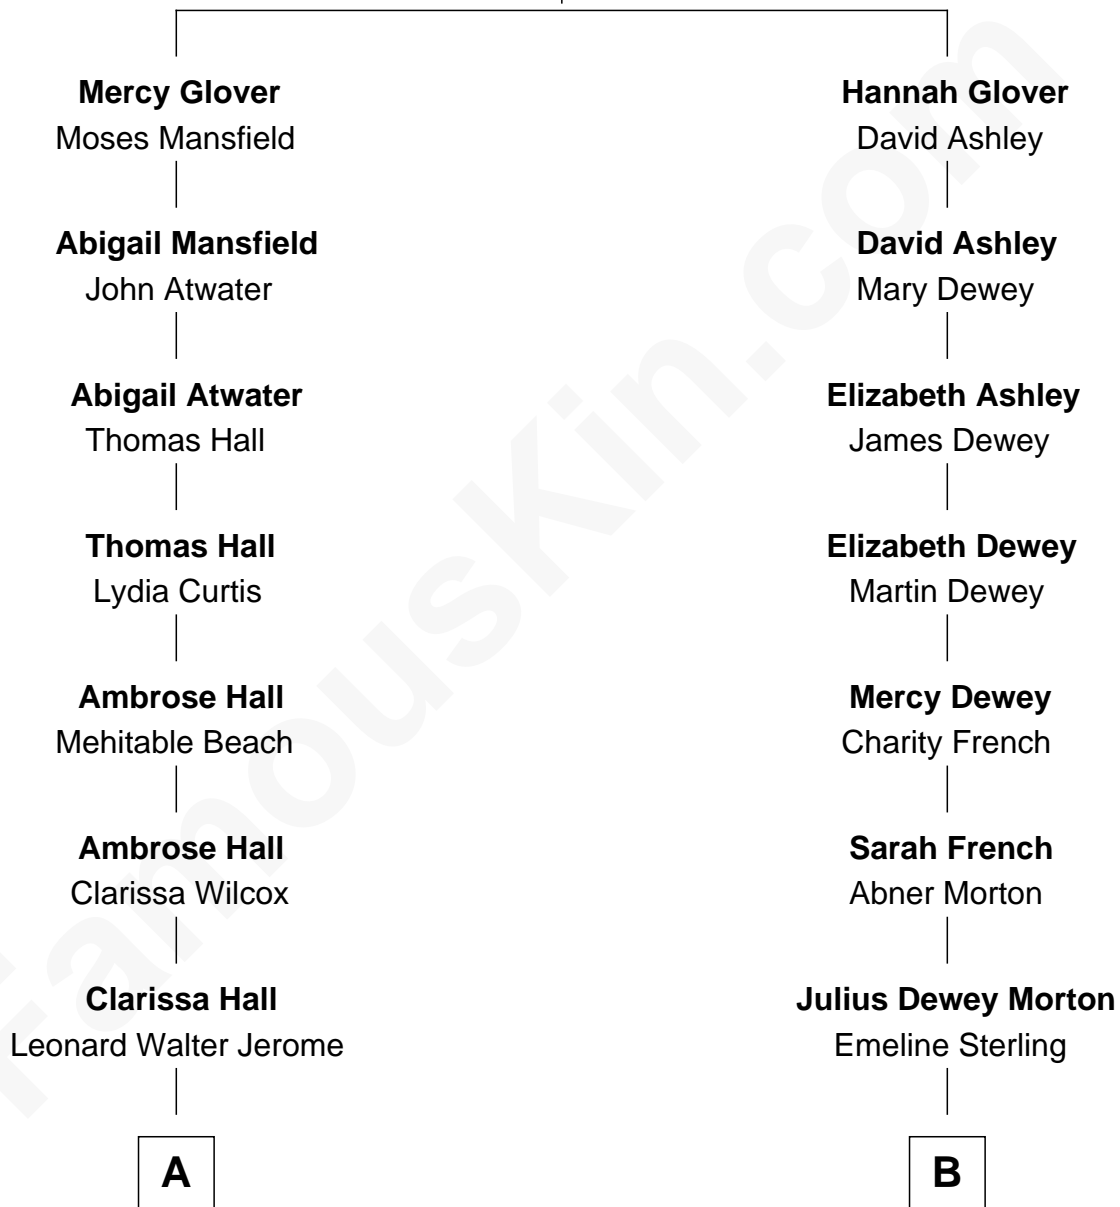 Mercy Glover
Moses Mansfield
Abigail Mansfield
John Atwater
Abigail Atwater
Thomas Hall
Thomas Hall
Lydia Curtis
Ambrose Hall
Mehitable Beach
Ambrose Hall
Clarissa Wilcox
Clarissa Hall
Leonard Walter Jerome
A
Hannah Glover
David Ashley
David Ashley
Mary Dewey
Elizabeth Ashley
James Dewey
Elizabeth Dewey
Martin Dewey
Mercy Dewey
Charity French
Sarah French
Abner Morton
Julius Dewey Morton
Emeline Sterling
B
FamousKin.com